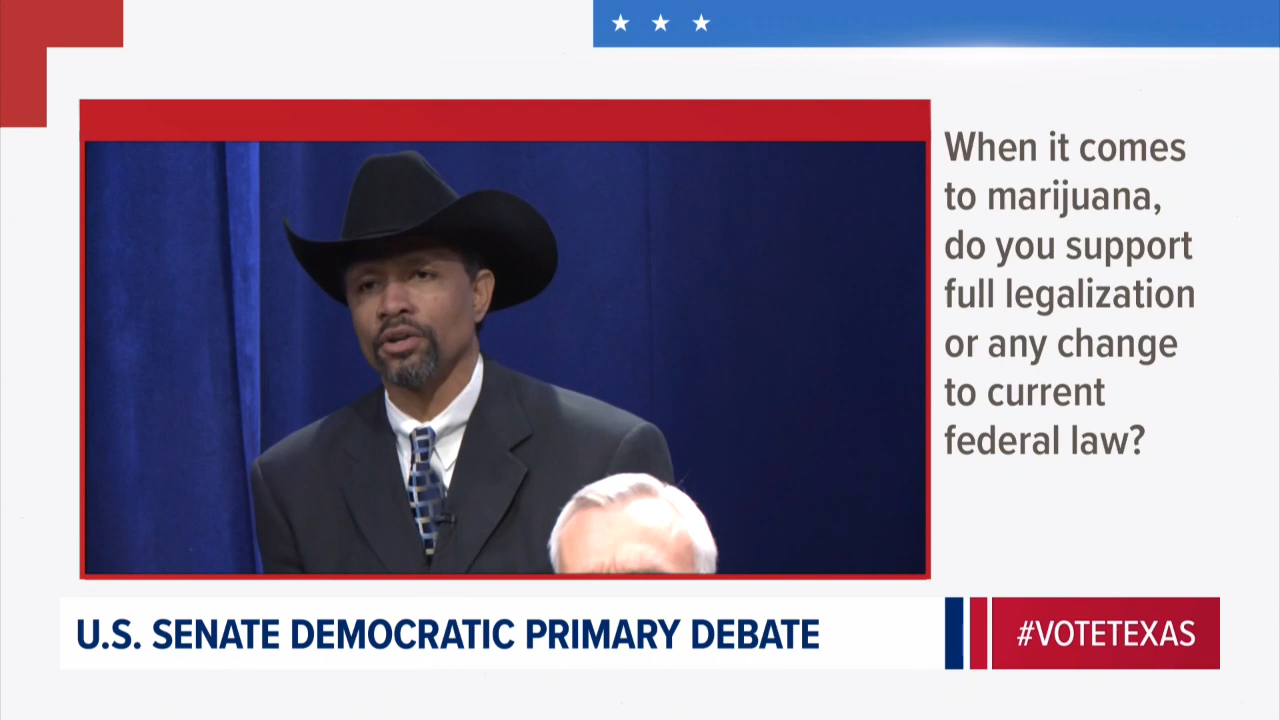 When it comes
to marijuana,
do you support
full legalization
or any change
to current
federal law?
U.S. SENATE DEMOCRATIC PRIMARY DEBATE
#VOTETEXAS